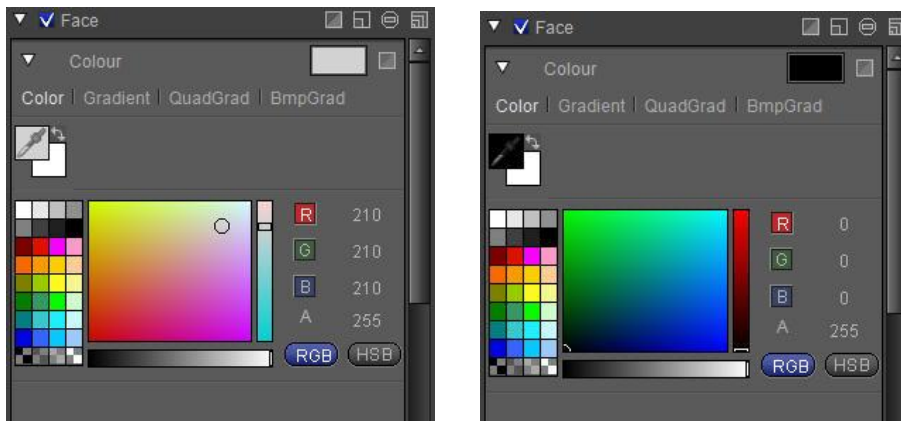 Face
Colour
Color | Gradient | QuadGrad | BmpGrad
R 210
G 210
B 210
A 255
RGB HSB
Face
Colour
Color | Gradient | QuadGrad | BmpGrad
R 0
G 0
B 0
A 255
RGB HSB